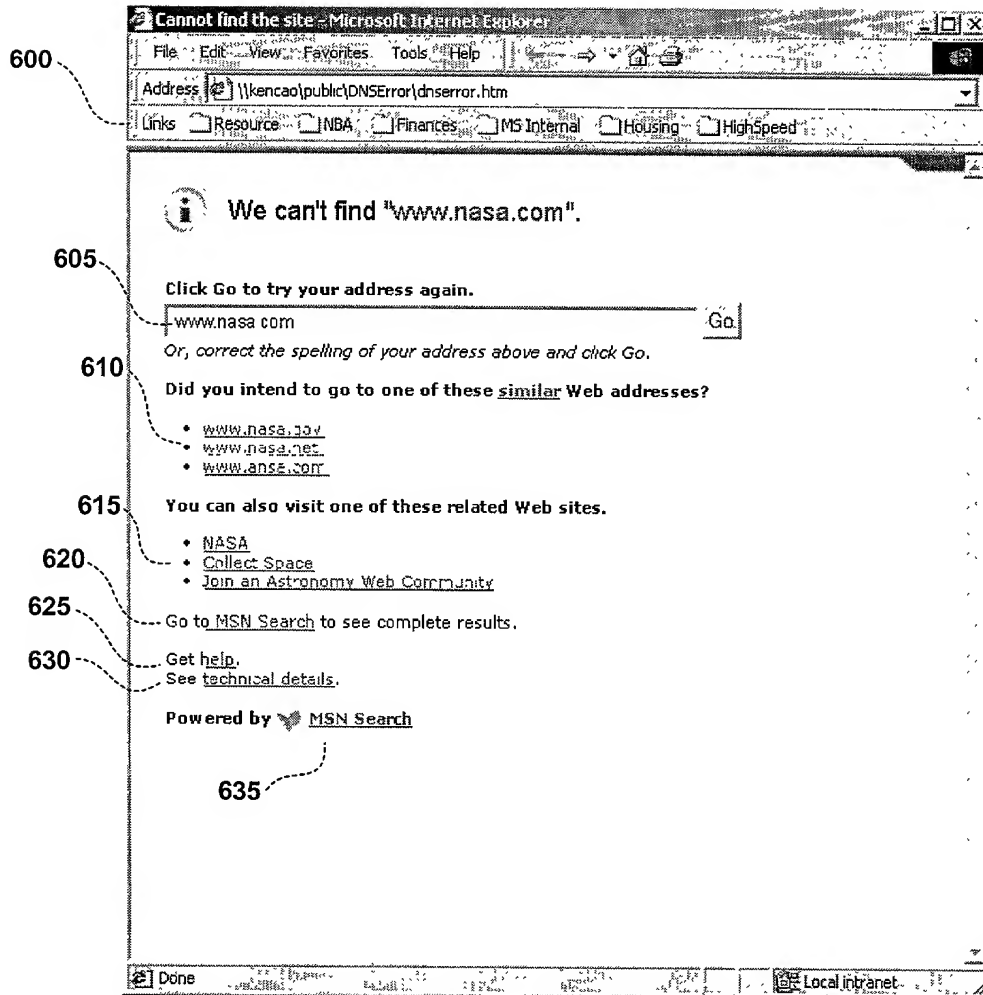 Cannot find the site - Microsoft Internet Explorer
File Edit View Favorites Tools Help
600
Address \\kencao\public\DNSError\dnserror.htm
Links Resource NBA Finances MS Internal Housing HighSpeed
We can't find "www.nasa.com".
605
Click Go to try your address again.
www.nasa com Go
Or, correct the spelling of your address above and click Go.
610
Did you intend to go to one of these similar Web addresses?
• www.nasa.gov
• www.nasa.net
• www.ansa.com
615
You can also visit one of these related Web sites.
• NASA
• Collect Space
• Join an Astronomy Web Community
620
Go to MSN Search to see complete results.
625
Get help.
630
See technical details.
Powered by MSN Search
635
Done Local intranet